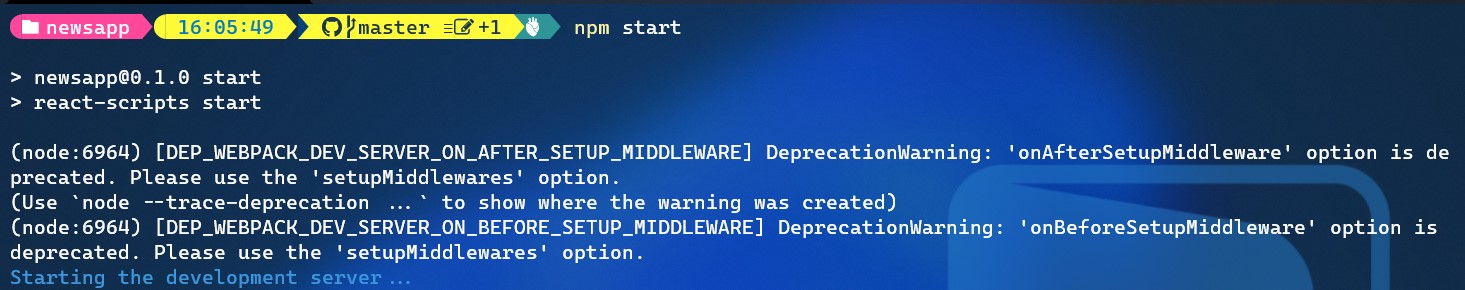 newsapp 16:05:49 master +1 npm start
> newsapp@0.1.0 start
> react-scripts start
(node:6964) [DEP_WEBPACK_DEV_SERVER_ON_AFTER_SETUP_MIDDLEWARE] DeprecationWarning: 'onAfterSetupMiddleware' option is de
precated. Please use the 'setupMiddlewares' option.
(Use `node --trace-deprecation ...` to show where the warning was created)
(node:6964) [DEP_WEBPACK_DEV_SERVER_ON_BEFORE_SETUP_MIDDLEWARE] DeprecationWarning: 'onBeforeSetupMiddleware' option is
deprecated. Please use the 'setupMiddlewares' option.
Starting the development server...